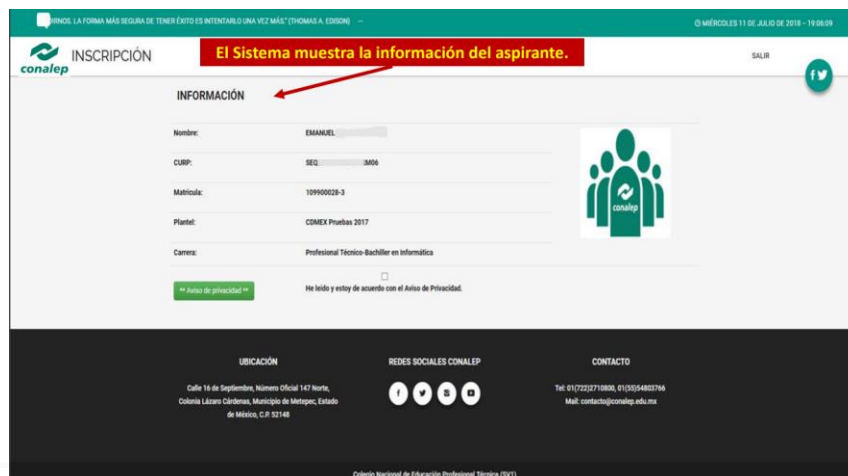 RNOS. LA FORMA MÁS SEGURA DE TENER ÉXITO ES INTENTARLO UNA VEZ MÁS." (THOMAS A. EDISON) --
MIÉRCOLES 11 DE JULIO DE 2018 - 19:06:09
conalep
INSCRIPCIÓN
El Sistema muestra la información del aspirante.
SALIR
INFORMACIÓN
Nombre: EMANUEL
CURP: SEQ M06
Matricula: 109900028-3
Plantel: CDMEX Pruebas 2017
Carrera: Profesional Técnico-Bachiller en Informática
conalep
** Aviso de privacidad **
He leído y estoy de acuerdo con el Aviso de Privacidad.
UBICACIÓN
Calle 16 de Septiembre, Número Oficial 147 Norte,
Colonia Lázaro Cárdenas, Municipio de Metepec, Estado
de México, C.P. 52148
REDES SOCIALES CONALEP
CONTACTO
Tel: 01(722)2710800, 01(55)54803766
Mail: contacto@conalep.edu.mx
Colegio Nacional de Educación Profesional Técnica (SV1)